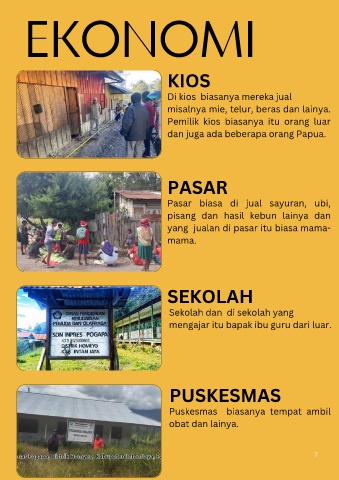 EKONOMI
KIOS
Di kios biasanya mereka jual
misalnya mie, telur, beras dan lainya.
Pemilik kios biasanya itu orang luar
dan juga ada beberapa orang Papua.
PASAR
Pasar biasa di jual sayuran, ubi,
pisang dan hasil kebun lainya dan
yang jualan di pasar itu biasa mama-
mama.
SEKOLAH
Sekolah dan di sekolah yang
mengajar itu bapak ibu guru dari luar.
DINAS PENDIDIKAN
KEBUDAYAAN
PEMUDA DAN OLAHRAGA
SDN INPRES POGAPA
DISTRIK HOMEYO
KAB. INTAN JAYA
PUSKESMAS
Puskesmas biasanya tempat ambil
obat dan lainya.
7